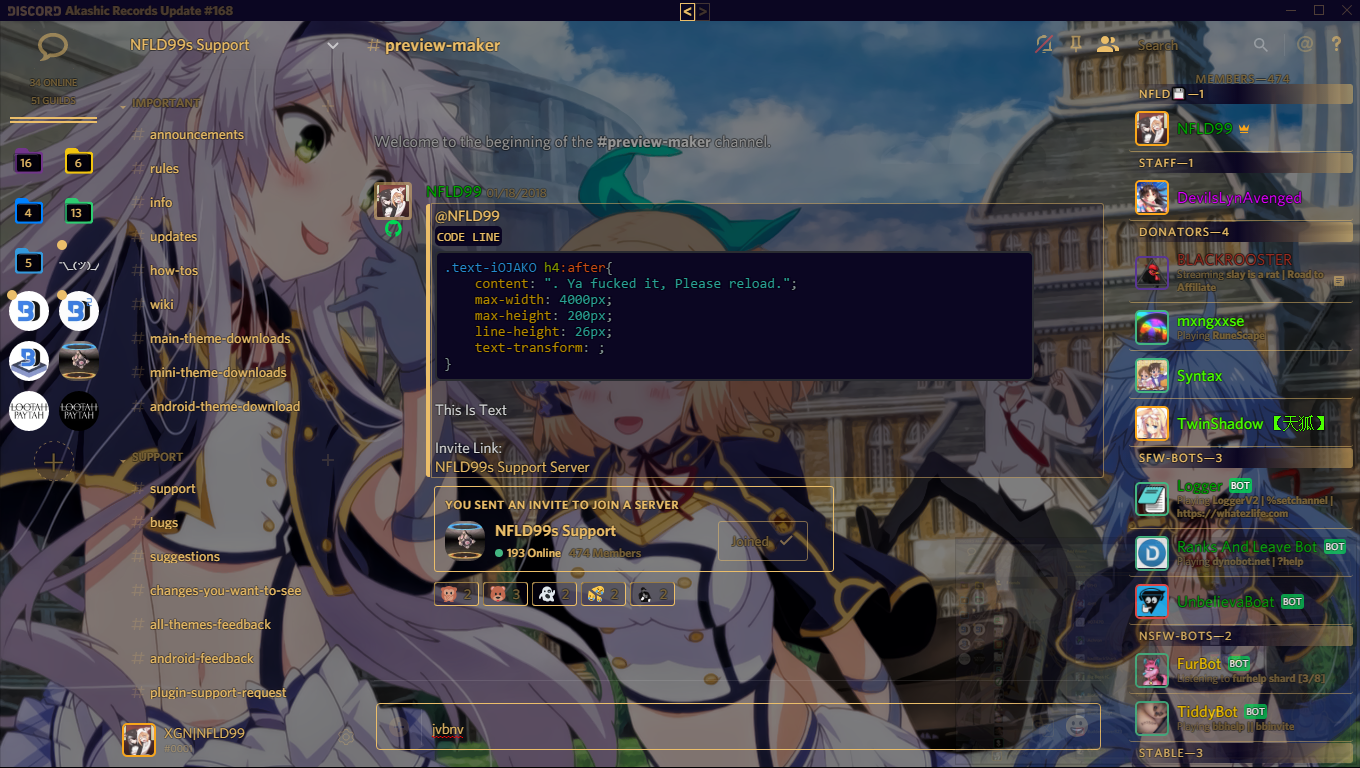 DISCORD Akashic Records Update #168
< >
NFLD99s Support
# preview-maker
Search
@ ?
34 ONLINE
51 GUILDS
16
6
4
13
5
¯\_(ツ)_/¯
LOOTAH
PAYTAH
LOOTAH
PAYTAH
IMPORTANT
# announcements
# rules
# info
# updates
# how-tos
# wiki
# main-theme-downloads
# mini-theme-downloads
# android-theme-download
SUPPORT
# support
# bugs
# suggestions
# changes-you-want-to-see
# all-themes-feedback
# android-feedback
# plugin-support-request
XGN|NFLD99
#0001
Welcome to the beginning of the #preview-maker channel.
NFLD99 01/18/2018
@NFLD99
CODE LINE
.text-iOJAKO h4:after{
content: ". Ya fucked it, Please reload.";
max-width: 4000px;
max-height: 200px;
line-height: 26px;
text-transform: ;
}
This Is Text
Invite Link:
NFLD99s Support Server
YOU SENT AN INVITE TO JOIN A SERVER
NFLD99s Support
193 Online 474 Members
Joined
2 3 2 2 2
jvbnv
MEMBERS—474
NFLD💾—1
NFLD99
STAFF—1
DevilsLynAvenged
DONATORS—4
BLACKROOSTER
Streaming slay is a rat | Road to
Affiliate
mxngxxse
Playing RuneScape
Syntax
TwinShadow 【天狐】
SFW-BOTS—3
Logger BOT
Playing LoggerV2 | %setchannel |
https://whatezlife.com
Ranks And Leave Bot BOT
Playing dynobot.net | ?help
UnbelievaBoat BOT
NSFW-BOTS—2
FurBot BOT
Listening to furhelp shard [3/8]
TiddyBot BOT
Playing bbhelp || bbinvite
STABLE—3